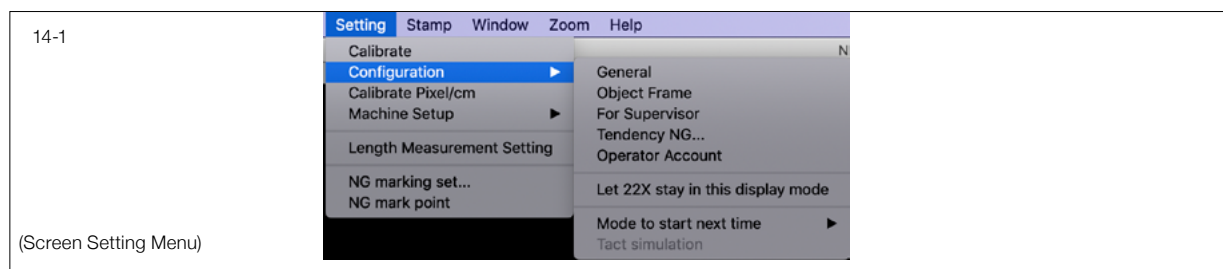 14-1
Setting Stamp Window Zoom Help
N
Calibrate
Configuration
Calibrate Pixel/cm
Machine Setup
Length Measurement Setting
NG marking set...
NG mark point
General
Object Frame
For Supervisor
Tendency NG...
Operator Account
Let 22X stay in this display mode
Mode to start next time
Tact simulation
(Screen Setting Menu)